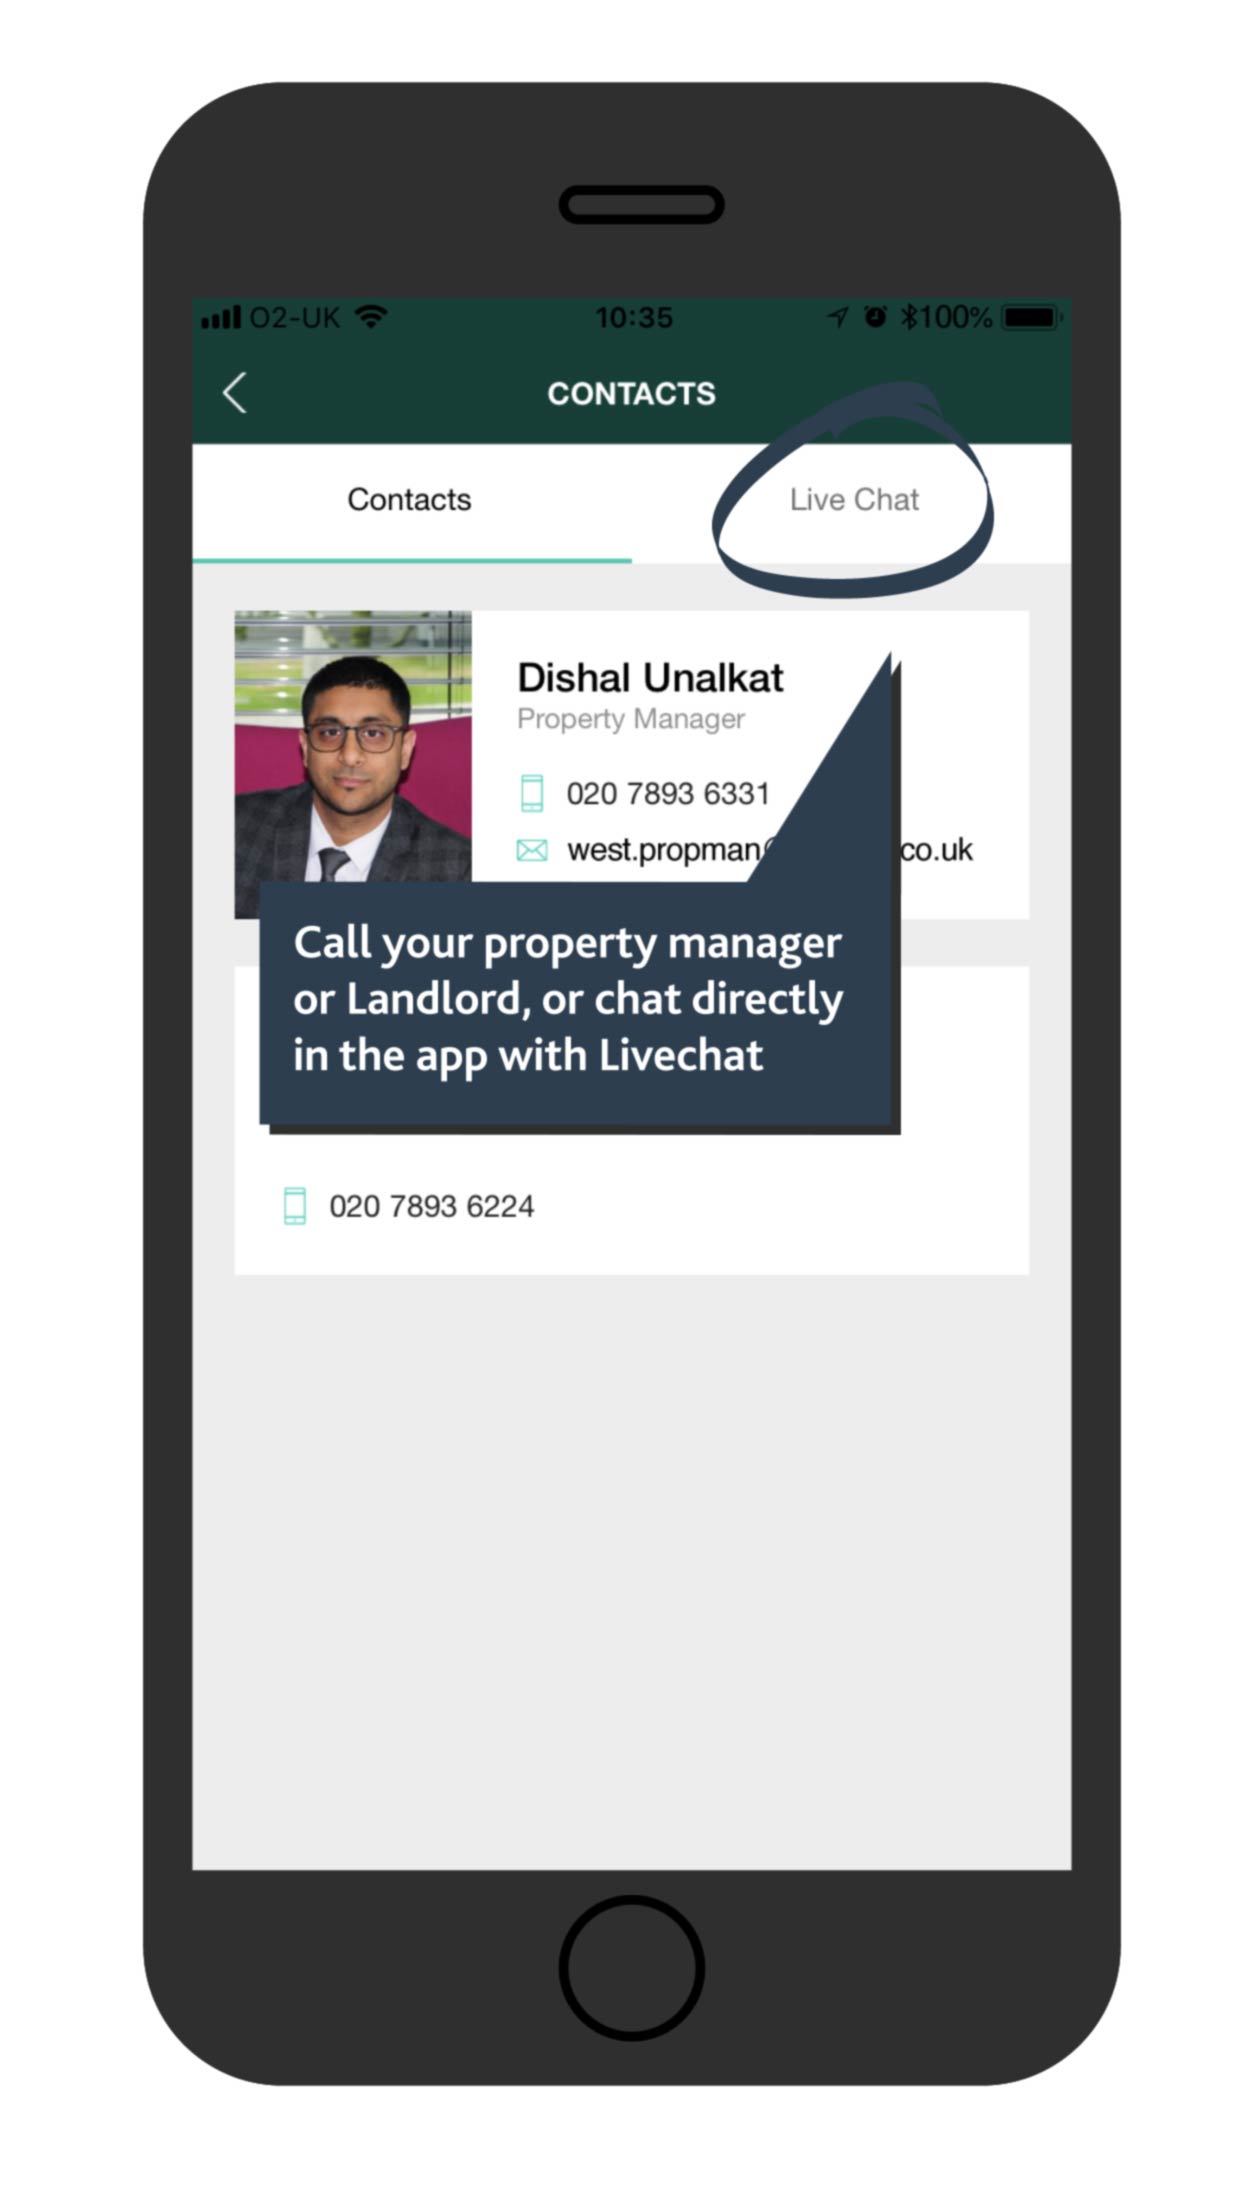 O2-UK 10:35 100%
CONTACTS
Contacts Live Chat
Dishal Unalkat
Property Manager
020 7893 6331
west.propman co.uk
Call your property manager
or Landlord, or chat directly
in the app with Livechat
020 7893 6224